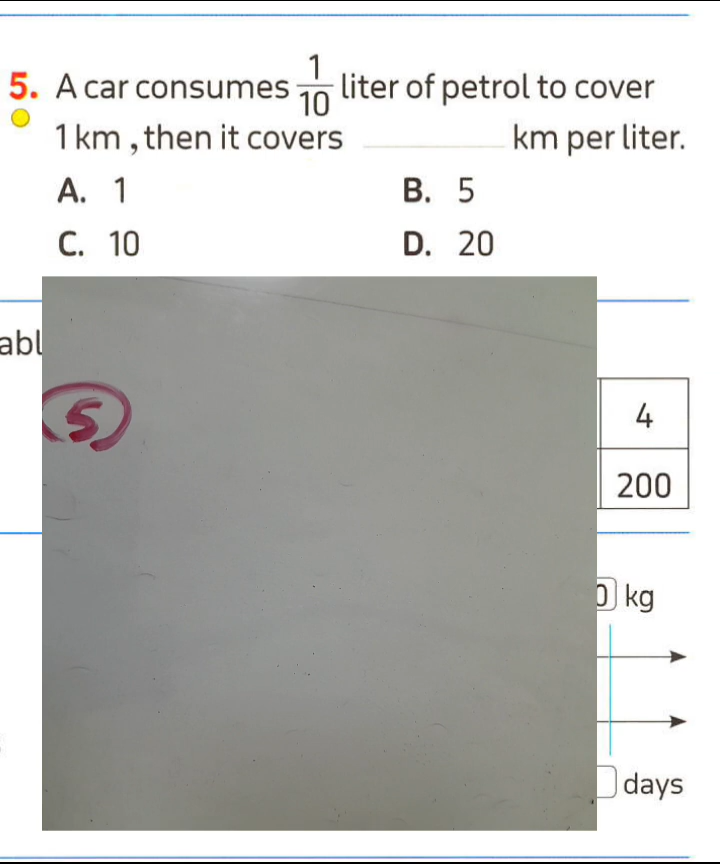 5. A car consumes 1/10 liter of petrol to cover
1 km , then it covers ________ km per liter.
A. 1 B. 5
C. 10 D. 20
abl
5
4
200
kg
days